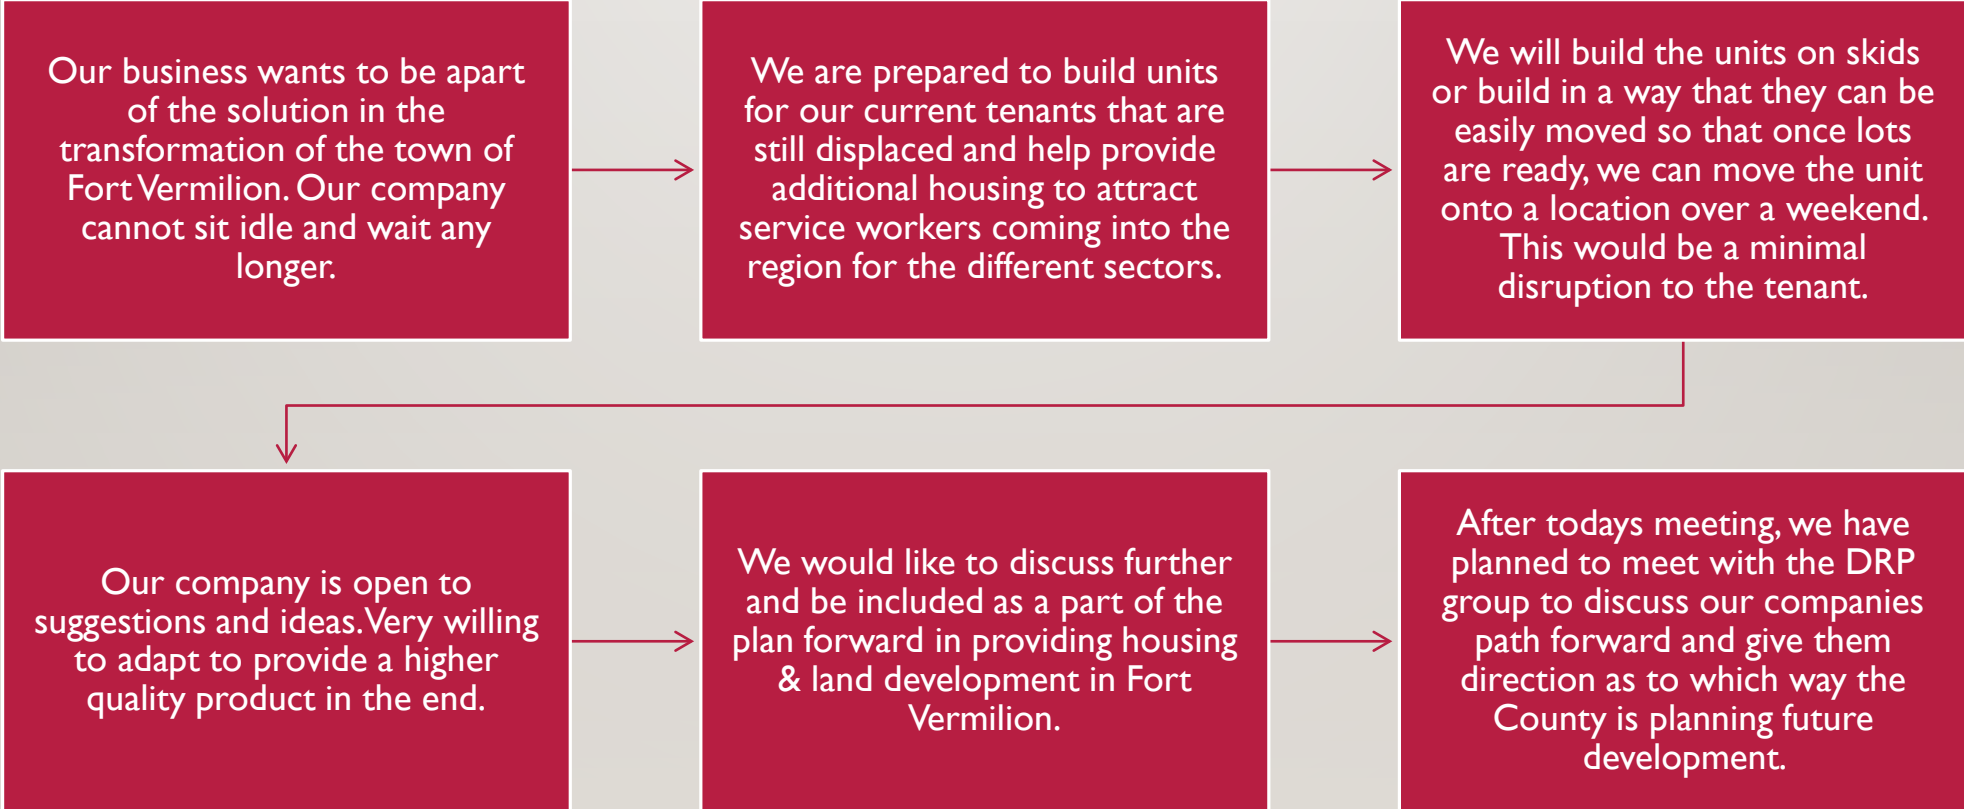 Our business wants to be apart
of the solution in the
transformation of the town of
Fort Vermilion. Our company
cannot sit idle and wait any
longer.
We are prepared to build units
for our current tenants that are
still displaced and help provide
additional housing to attract
service workers coming into the
region for the different sectors.
We will build the units on skids
or build in a way that they can be
easily moved so that once lots
are ready, we can move the unit
onto a location over a weekend.
This would be a minimal
disruption to the tenant.
Our company is open to
suggestions and ideas. Very willing
to adapt to provide a higher
quality product in the end.
We would like to discuss further
and be included as a part of the
plan forward in providing housing
& land development in Fort
Vermilion.
After todays meeting, we have
planned to meet with the DRP
group to discuss our companies
path forward and give them
direction as to which way the
County is planning future
development.